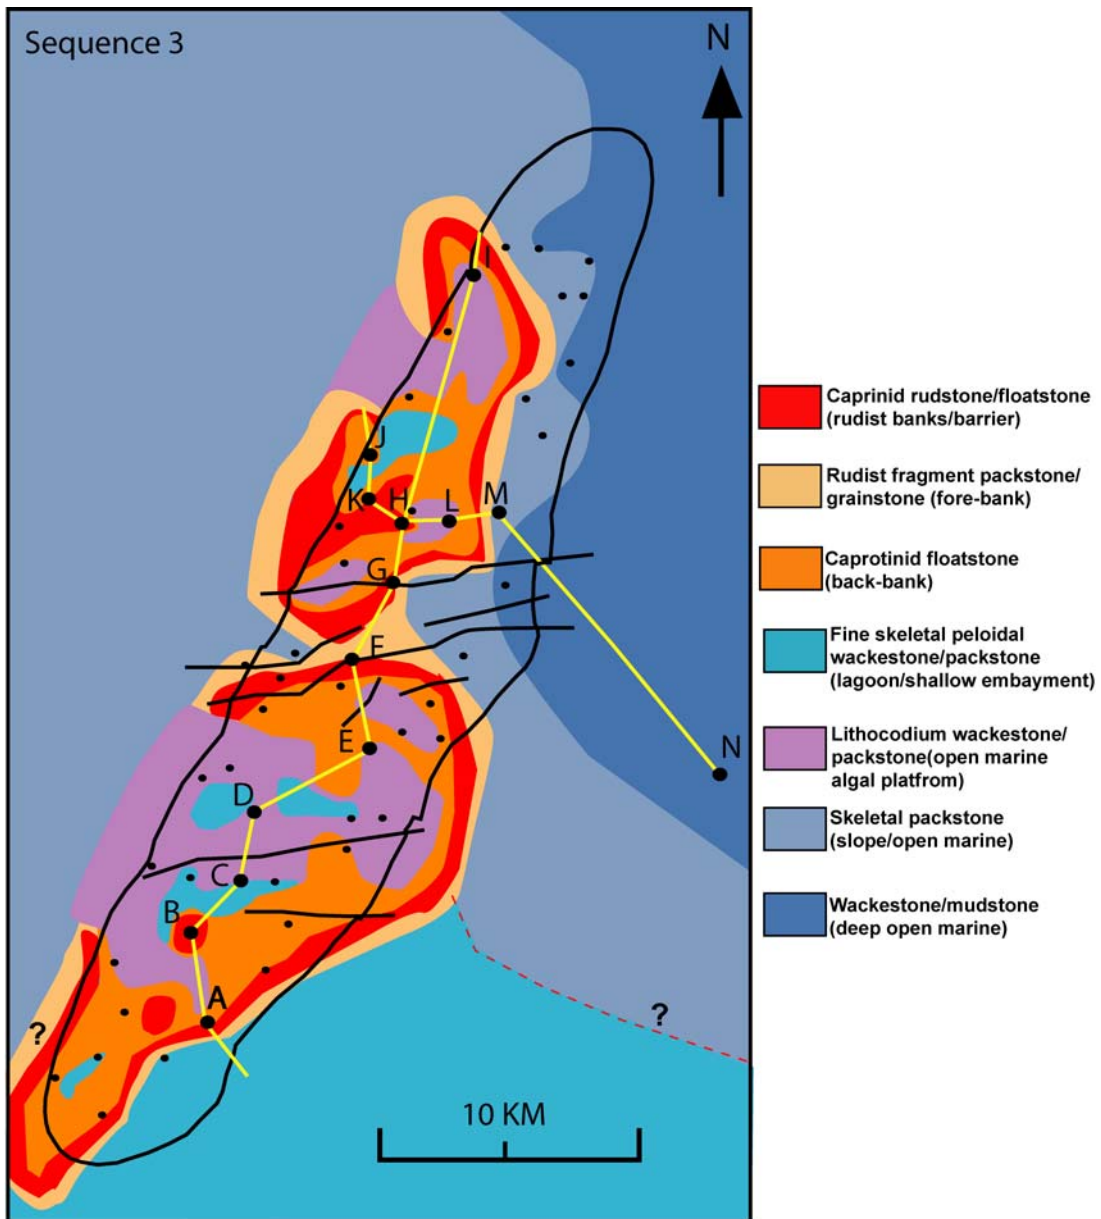 Sequence 3
N
I
J
K
H
L
M
G
F
E
N
D
C
B
A
?
?
10 KM
Caprinid rudstone/floatstone
(rudist banks/barrier)
Rudist fragment packstone/
grainstone (fore-bank)
Caprotinid floatstone
(back-bank)
Fine skeletal peloidal
wackestone/packstone
(lagoon/shallow embayment)
Lithocodium wackestone/
packstone(open marine
algal platfrom)
Skeletal packstone
(slope/open marine)
Wackestone/mudstone
(deep open marine)